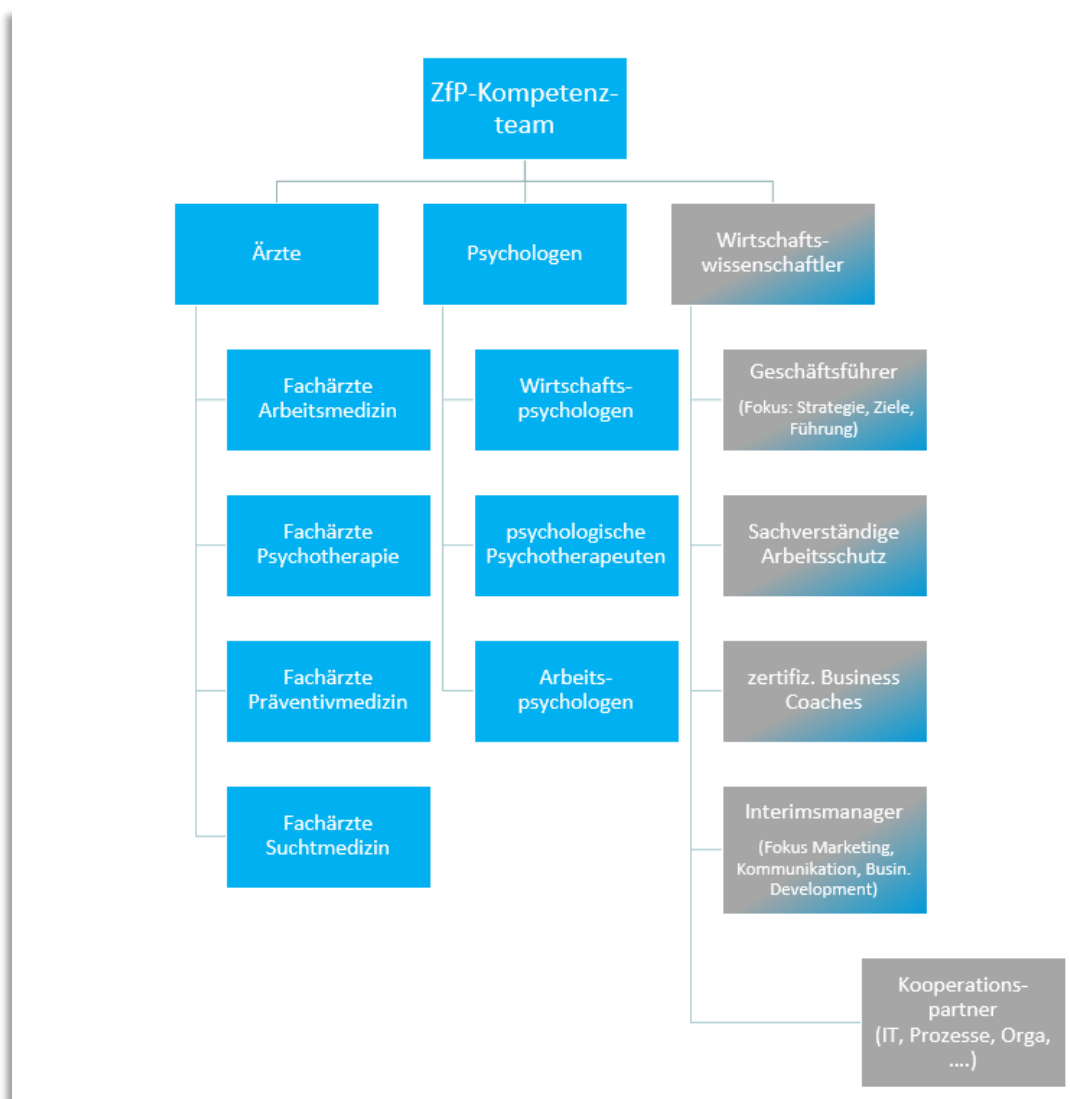 ZfP-Kompetenz-
team
Ärzte
Psychologen
Wirtschafts-
wissenschaftler
Fachärzte
Arbeitsmedizin
Wirtschafts-
psychologen
Geschäftsführer
(Fokus: Strategie, Ziele,
Führung)
Fachärzte
Psychotherapie
psychologische
Psychotherapeuten
Sachverständige
Arbeitsschutz
Fachärzte
Präventivmedizin
Arbeits-
psychologen
zertifiz. Business
Coaches
Fachärzte
Suchtmedizin
Interimsmanager
(Fokus Marketing,
Kommunikation, Busin.
Development)
Kooperations-
partner
(IT, Prozesse, Orga,
....)